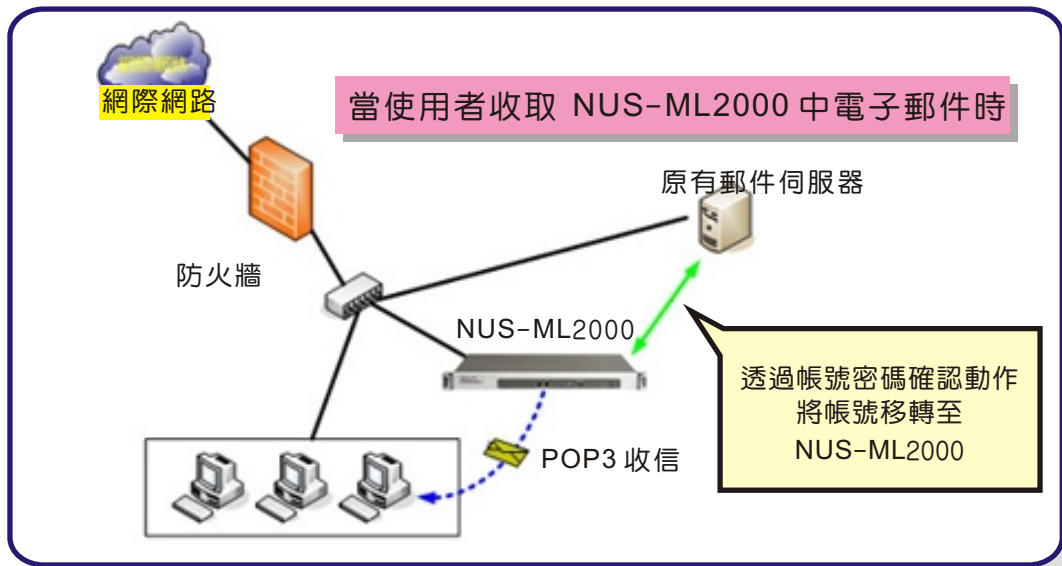 網際網路
當使用者收取 NUS-ML2000 中電子郵件時
原有郵件伺服器
防火牆
NUS-ML2000
透過帳號密碼確認動作
將帳號移轉至
NUS-ML2000
POP3 收信